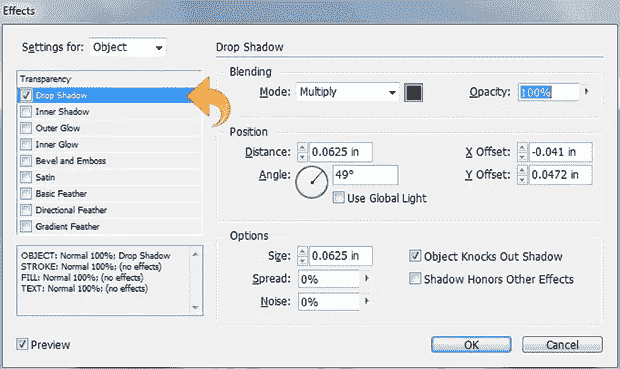 Effects
Settings for: Object
Transparency
Drop Shadow
Inner Shadow
Outer Glow
Inner Glow
Bevel and Emboss
Satin
Basic Feather
Directional Feather
Gradient Feather
OBJECT: Normal 100%; Drop Shadow
STROKE: Normal 100%; (no effects)
FILL: Normal 100%; (no effects)
TEXT: Normal 100%; (no effects)
Preview
Drop Shadow
Blending
Mode: Multiply Opacity: 100%
Position
Distance: 0.0625 in X Offset: -0.041 in
Angle: 49° Y Offset: 0.0472 in
Use Global Light
Options
Size: 0.0625 in Object Knocks Out Shadow
Spread: 0% Shadow Honors Other Effects
Noise: 0%
OK Cancel